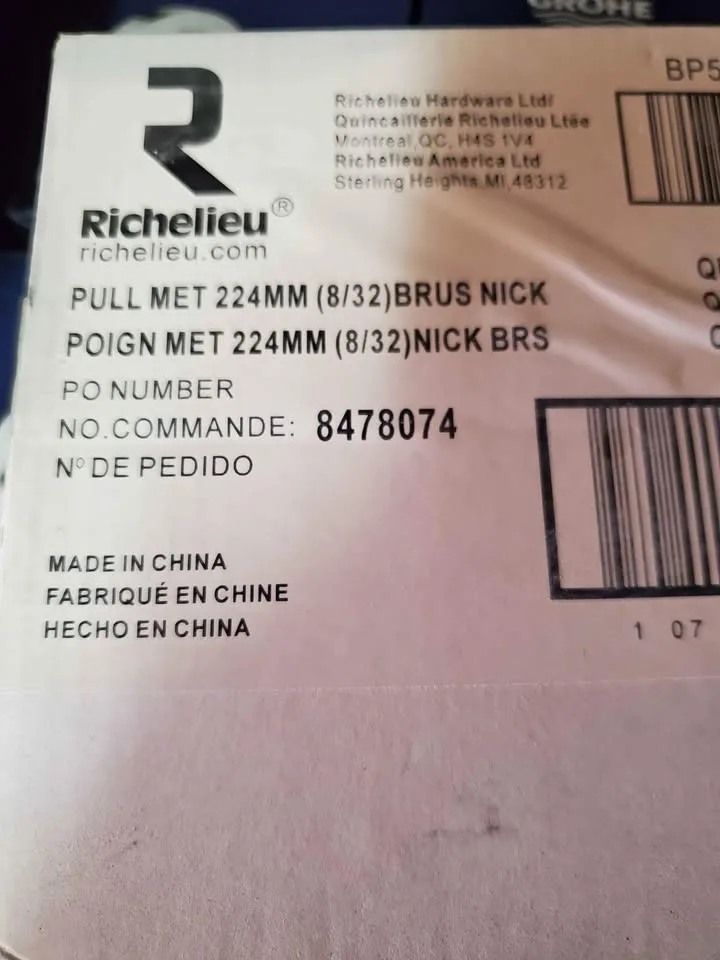 GROHE
R
Richelieu®
richelieu.com
Richelieu Hardware Ltd/
Quincaillerie Richelieu Ltée
Montreal,QC, H4S 1V4
Richelieu America Ltd
Sterling Heights,MI,48312
BP5
PULL MET 224MM (8/32)BRUS NICK
POIGN MET 224MM (8/32)NICK BRS
PO NUMBER
NO.COMMANDE: 8478074
Nº DE PEDIDO
MADE IN CHINA
FABRIQUÉ EN CHINE
HECHO EN CHINA
1 07